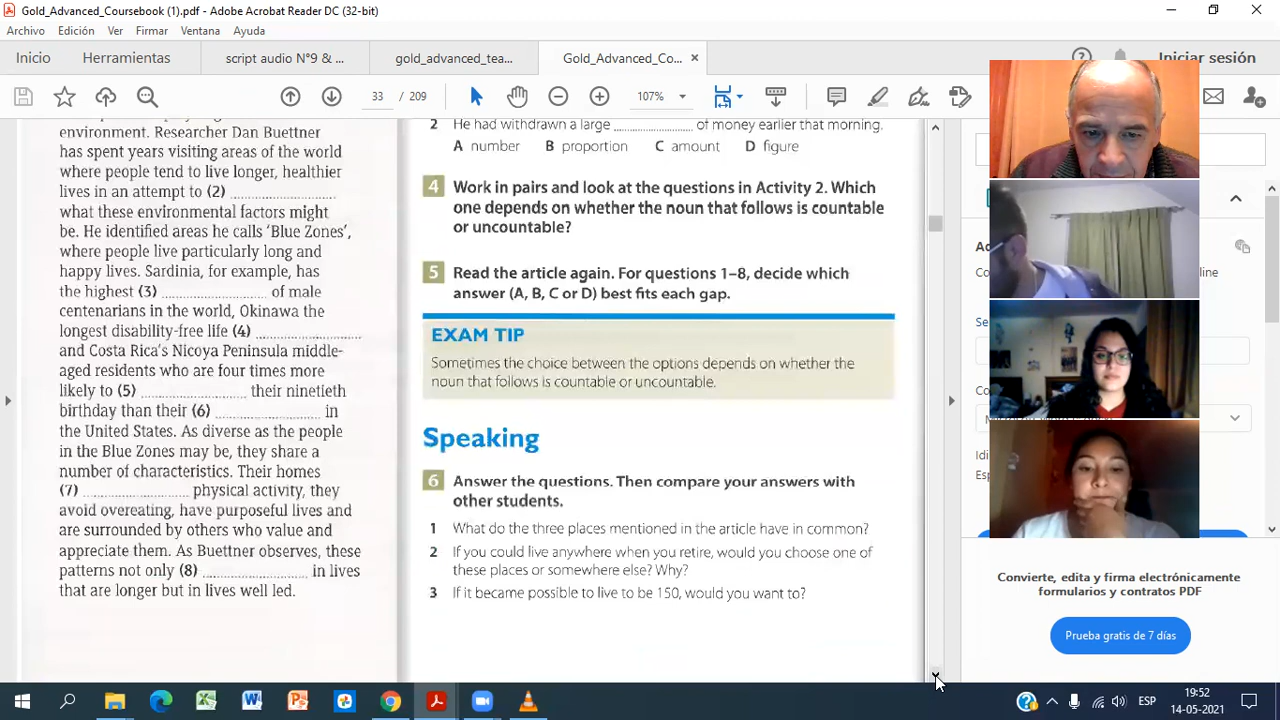 Gold_Advanced_Coursebook (1).pdf - Adobe Acrobat Reader DC (32-bit)
Archivo Edición Ver Firmar Ventana Ayuda
Inicio Herramientas script audio N°9 & ... gold_advanced_tea... Gold_Advanced_Co... Iniciar sesión
33 / 209 107%
environment. Researcher Dan Buettner
has spent years visiting areas of the world
where people tend to live longer, healthier
lives in an attempt to (2) ..............................
what these environmental factors might
be. He identified areas he calls 'Blue Zones',
where people live particularly long and
happy lives. Sardinia, for example, has
the highest (3) .............................. of male
centenarians in the world, Okinawa the
longest disability-free life (4) ..............................
and Costa Rica's Nicoya Peninsula middle-
aged residents who are four times more
likely to (5) .............................. their ninetieth
birthday than their (6) .............................. in
the United States. As diverse as the people
in the Blue Zones may be, they share a
number of characteristics. Their homes
(7) .............................. physical activity, they
avoid overeating, have purposeful lives and
are surrounded by others who value and
appreciate them. As Buettner observes, these
patterns not only (8) .............................. in lives
that are longer but in lives well led.
2 He had withdrawn a large .............................. of money earlier that morning.
A number B proportion C amount D figure
4 Work in pairs and look at the questions in Activity 2. Which
one depends on whether the noun that follows is countable
or uncountable?
5 Read the article again. For questions 1–8, decide which
answer (A, B, C or D) best fits each gap.
EXAM TIP
Sometimes the choice between the options depends on whether the
noun that follows is countable or uncountable.
Speaking
6 Answer the questions. Then compare your answers with
other students.
1 What do the three places mentioned in the article have in common?
2 If you could live anywhere when you retire, would you choose one of
these places or somewhere else? Why?
3 If it became possible to live to be 150, would you want to?
Convierte, edita y firma electrónicamente
formularios y contratos PDF
Prueba gratis de 7 días
ESP
19:52
14-05-2021